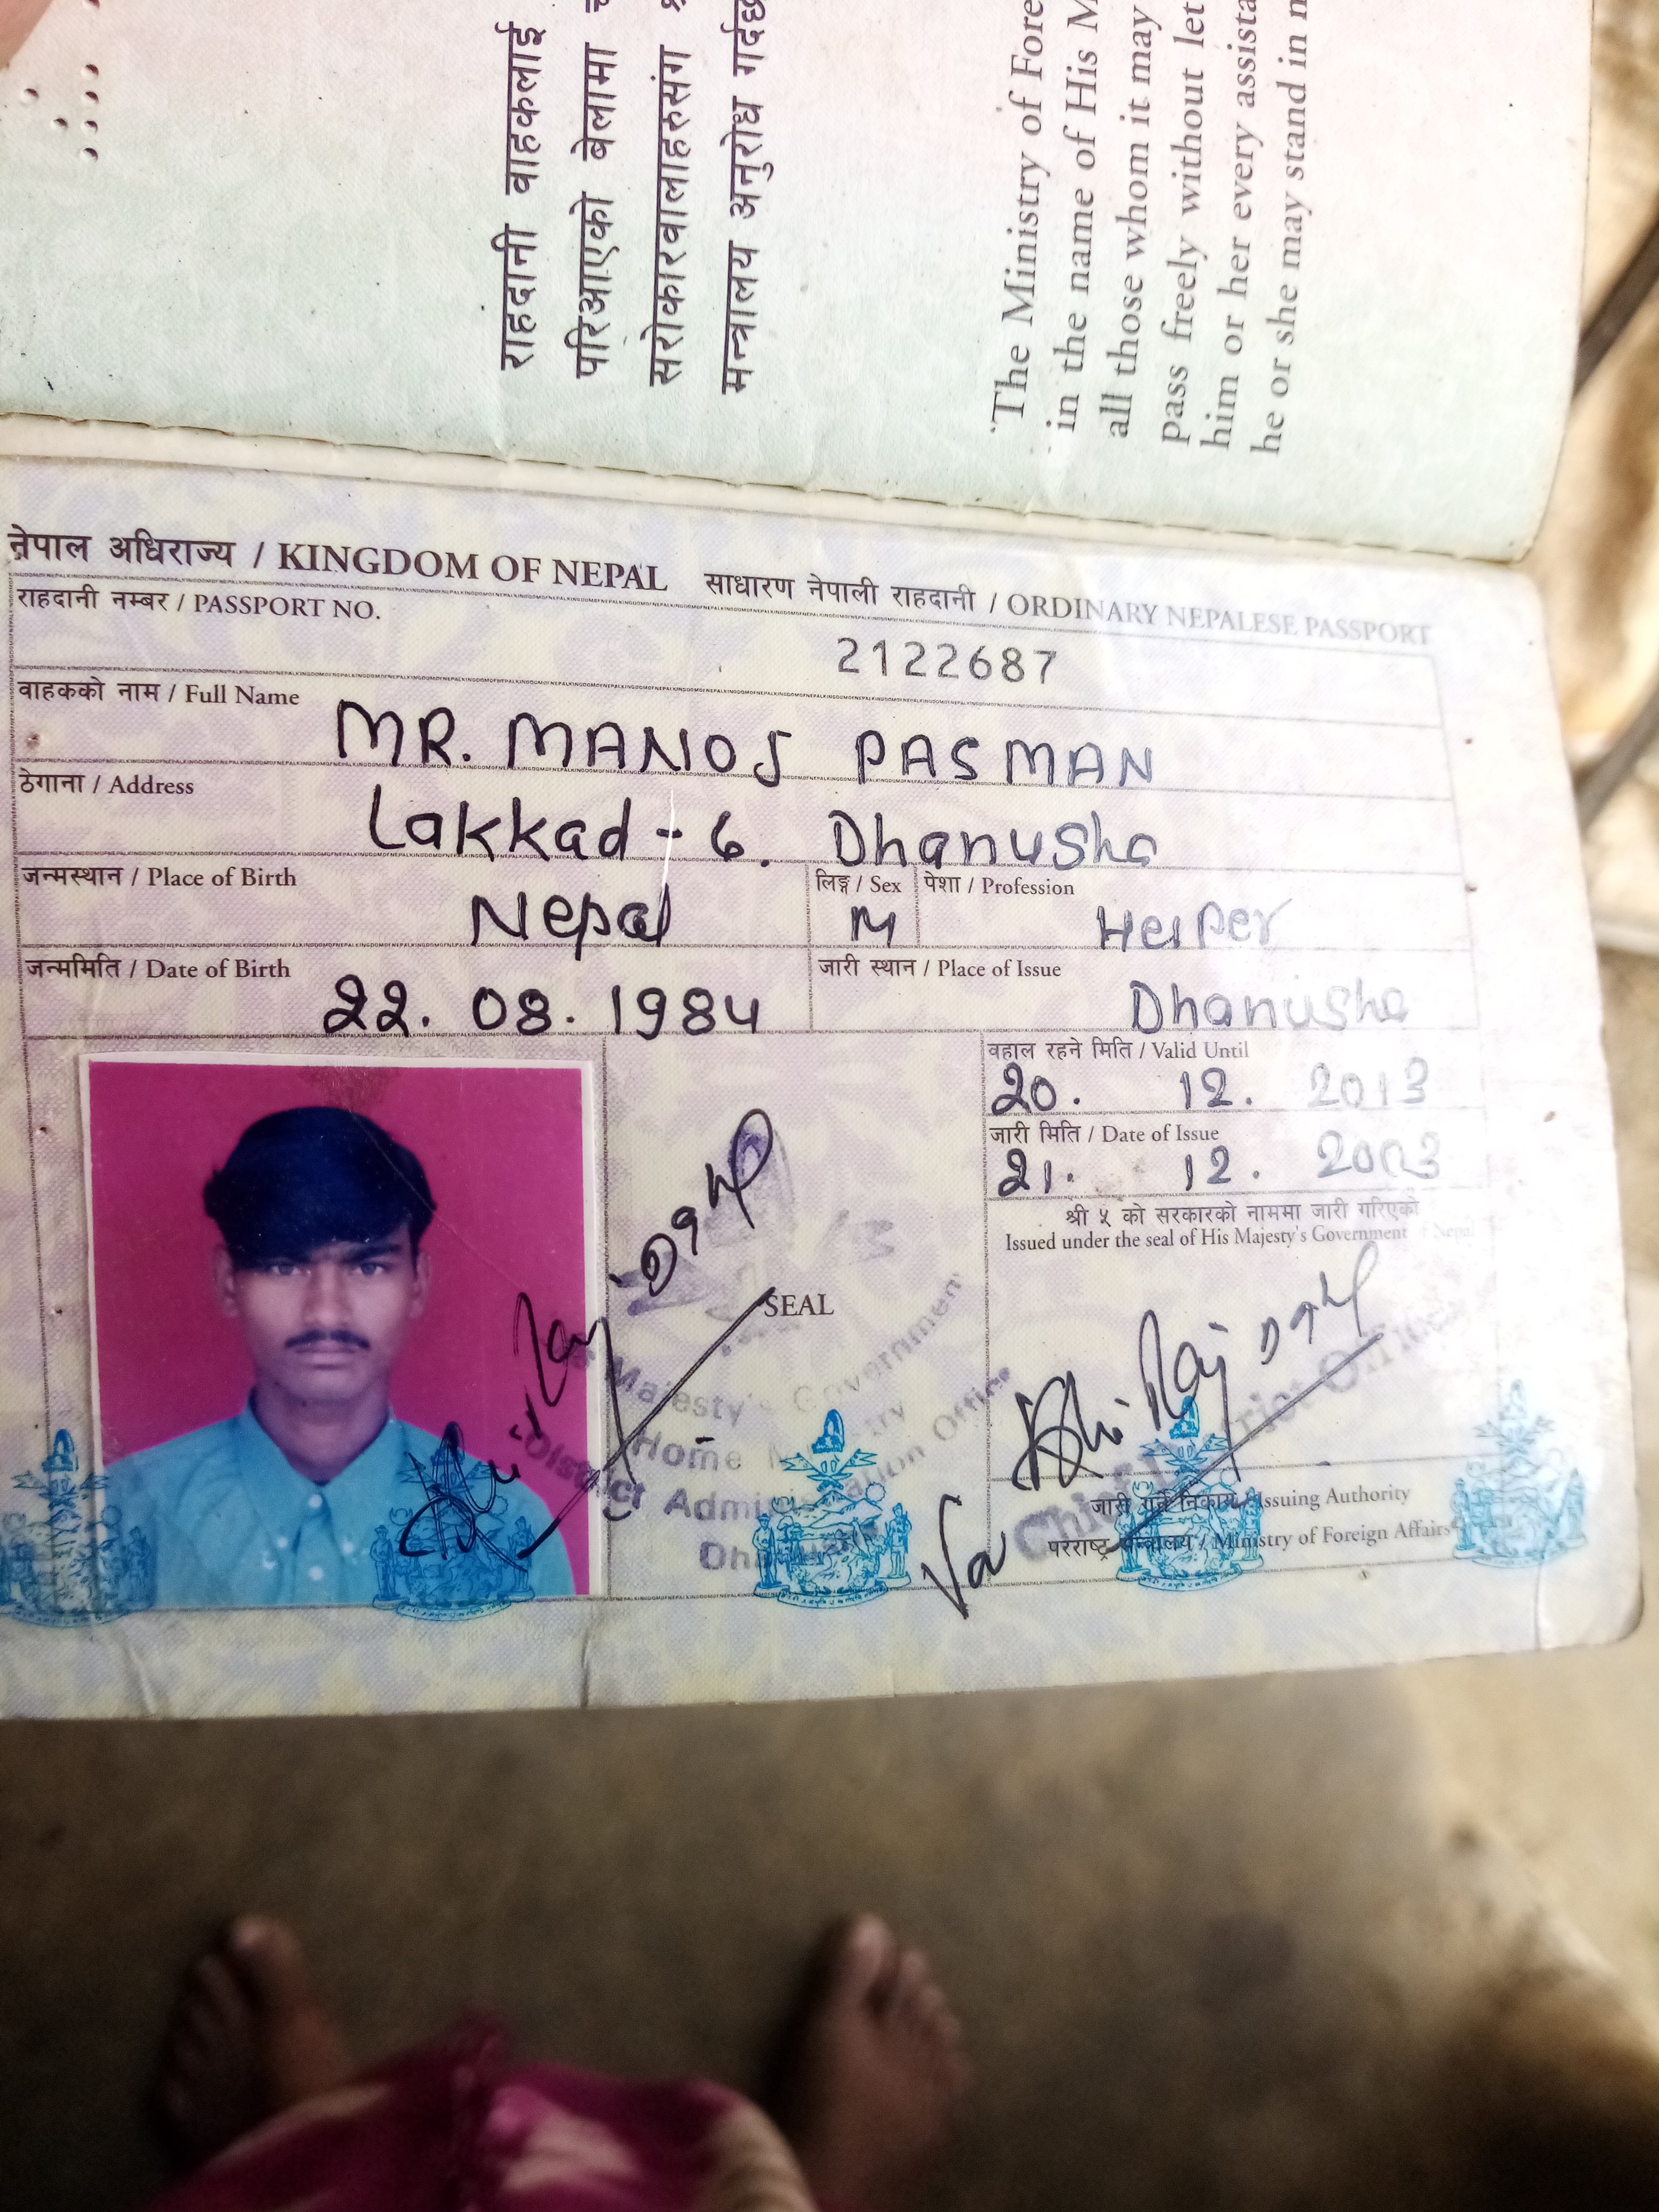 राहदानी वाहकलाई
परिआएको बेलामा
सरोकारवालाहरुसंग
मन्त्रालय अनुरोध गर्दछ
The Ministry of Fore
in the name of His M
all those whom it may
pass freely without let
him or her every assista
he or she may stand in n
नेपाल अधिराज्य / KINGDOM OF NEPAL साधारण नेपाली राहदानी / ORDINARY NEPALESE PASSPORT
राहदानी नम्बर / PASSPORT NO.
2122687
वाहकको नाम / Full Name
MR. MANOJ PASMAN
ठेगाना / Address
Lakkad - 6. Dhanusha
जन्मस्थान / Place of Birth लिङ्ग / Sex पेशा / Profession
Nepal M Helper
जन्ममिति / Date of Birth जारी स्थान / Place of Issue
22. 08. 1984 Dhanusha
वहाल रहने मिति / Valid Until
20. 12. 2013
जारी मिति / Date of Issue
21. 12. 2003
श्री ५ को सरकारको नाममा जारी गरिएको
Issued under the seal of His Majesty's Government of Nepal
SEAL
Majesty's Government
Home Ministry
District Administration Office
Chief District Officer
जारी गर्ने निकाय / Issuing Authority
परराष्ट्र मन्त्रालय / Ministry of Foreign Affairs